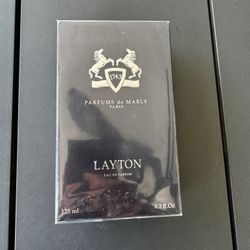 1743
PARFUMS de MARLY
PARIS
LAYTON
EAU DE PARFUM
125 ml 4.2 fl.oz